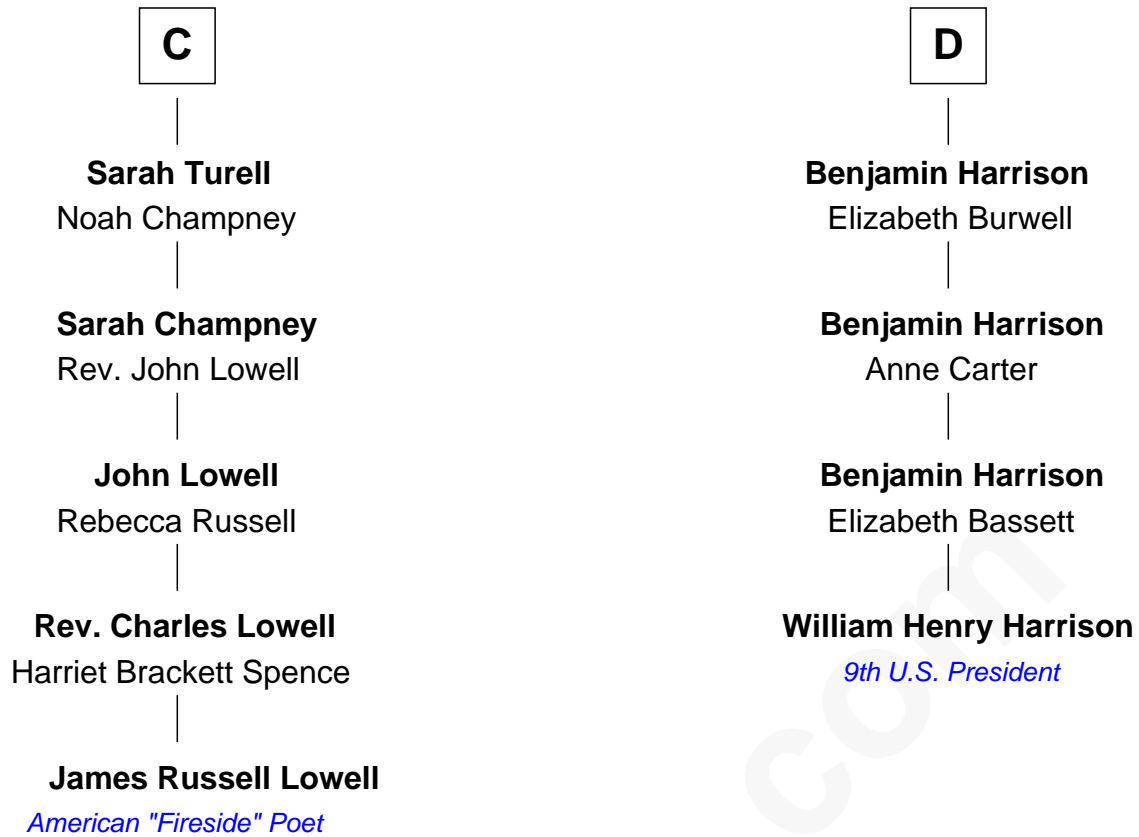 C
Sarah Turell
Noah Champney
Sarah Champney
Rev. John Lowell
John Lowell
Rebecca Russell
Rev. Charles Lowell
Harriet Brackett Spence
James Russell Lowell
American "Fireside" Poet
D
Benjamin Harrison
Elizabeth Burwell
Benjamin Harrison
Anne Carter
Benjamin Harrison
Elizabeth Bassett
William Henry Harrison
9th U.S. President
com